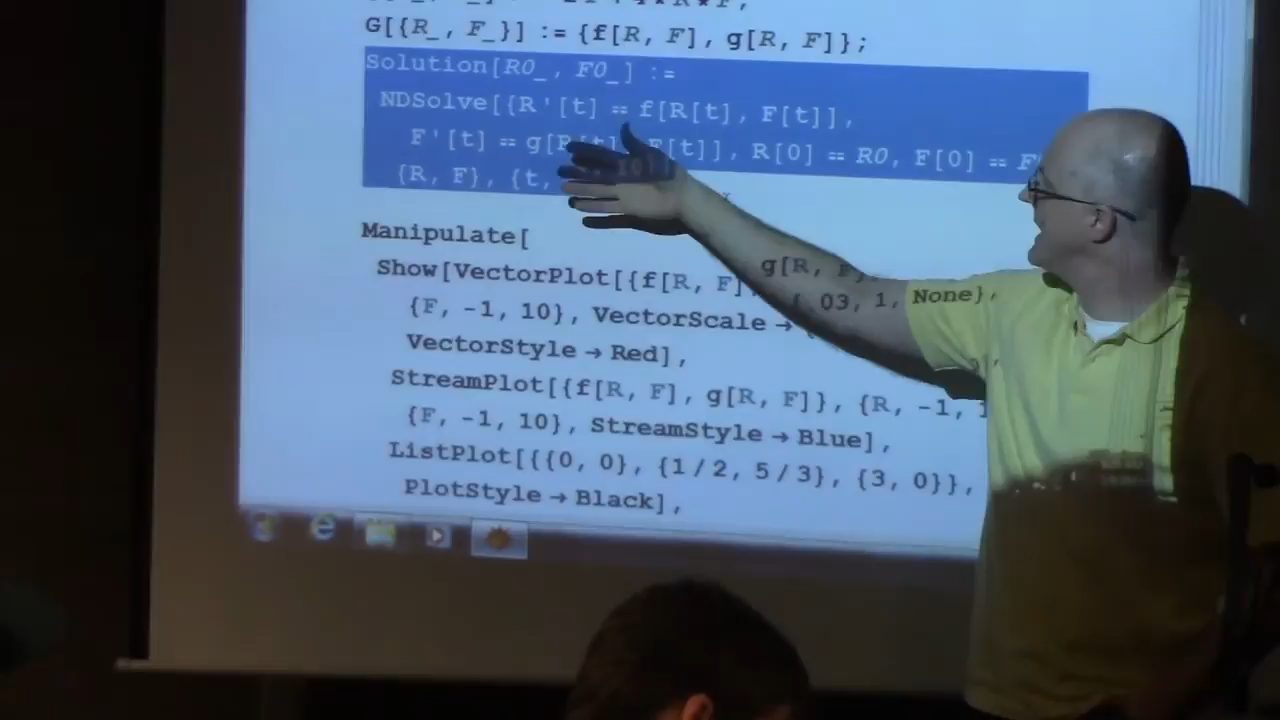 G[{R_, F_}] := {f[R, F], g[R, F]};
Solution[R0_, F0_] :=
NDSolve[{R'[t] == f[R[t], F[t]],
F'[t] == g[R[t], F[t]], R[0] == R0, F[0] == F
{R, F}, {t, 10}
Manipulate[
Show[VectorPlot[{f[R, F], g[R, F]
{F, -1, 10}, VectorScale → { 03, 1, None},
VectorStyle → Red],
StreamPlot[{f[R, F], g[R, F]}, {R, -1,
{F, -1, 10}, StreamStyle → Blue],
ListPlot[{{0, 0}, {1/2, 5/3}, {3, 0}},
PlotStyle → Black],